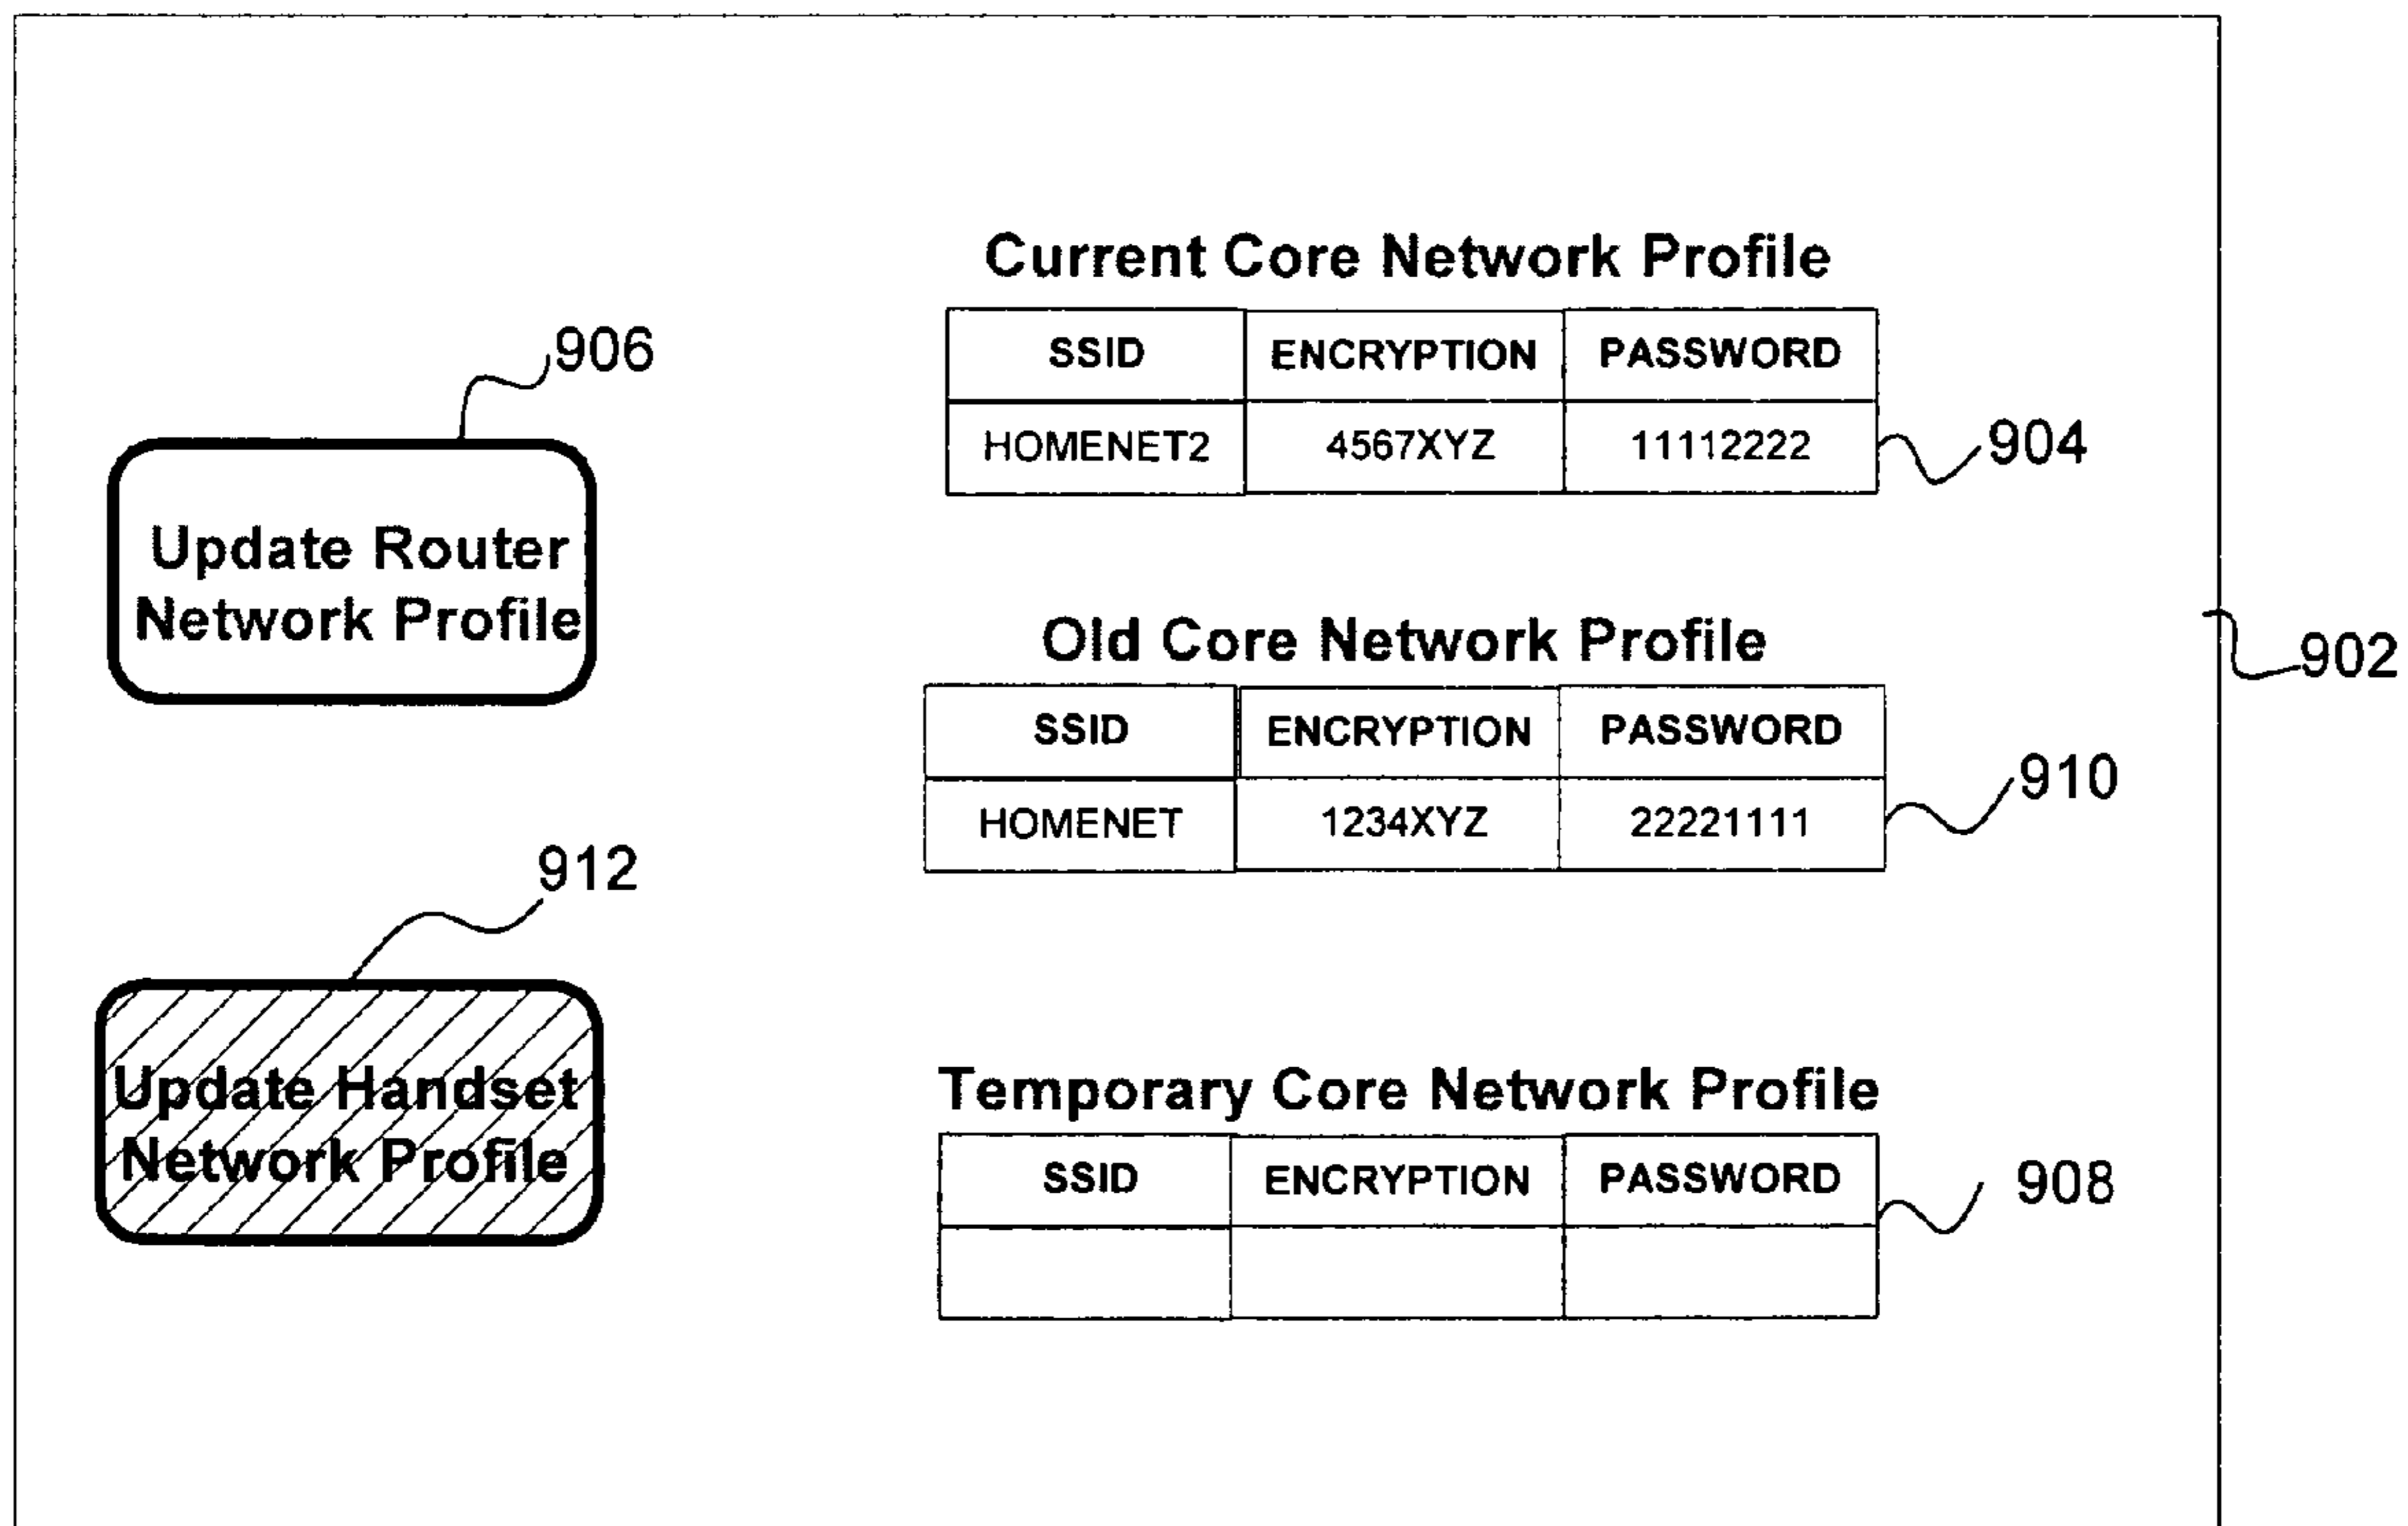 Current Core Network Profile
SSID ENCRYPTION PASSWORD
HOMENET2 4567XYZ 11112222
904
906
Update Router
Network Profile
Old Core Network Profile
902
SSID ENCRYPTION PASSWORD
HOMENET 1234XYZ 22221111
910
912
Update Handset
Network Profile
Temporary Core Network Profile
SSID ENCRYPTION PASSWORD
908